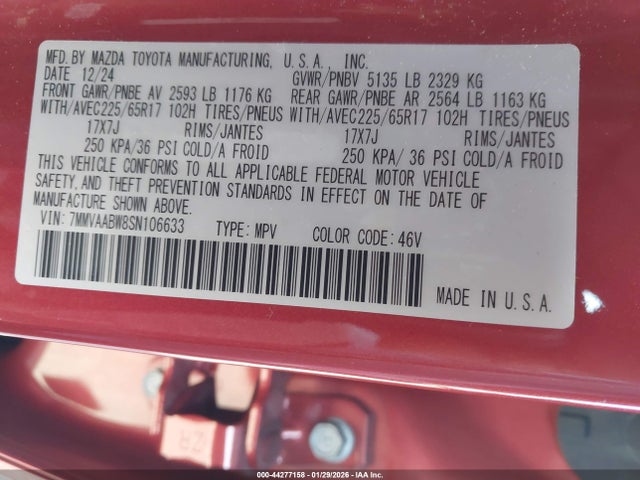 MFD. BY MAZDA TOYOTA MANUFACTURING, U.S.A., INC.
DATE 12/24 GVWR/PNBV 5135 LB 2329 KG
FRONT GAWR/PNBE AV 2593 LB 1176 KG REAR GAWR/PNBE AR 2564 LB 1163 KG
WITH/AVEC225/65R17 102H TIRES/PNEUS WITH/AVEC225/65R17 102H TIRES/PNEUS
17X7J RIMS/JANTES 17X7J RIMS/JANTES
250 KPA/36 PSI COLD/A FROID 250 KPA/ 36 PSI COLD/A FROID
THIS VEHICLE CONFORMS TO ALL APPLICABLE FEDERAL MOTOR VEHICLE
SAFETY, AND THEFT PREVENTION STANDARDS IN EFFECT ON THE DATE OF
MANUFACTURE SHOWN ABOVE.
VIN: 7MMVAABW8SN106633 TYPE: MPV COLOR CODE: 46V
MADE IN U.S.A.
000-44277158 | 01/29/2026 | IAA Inc.